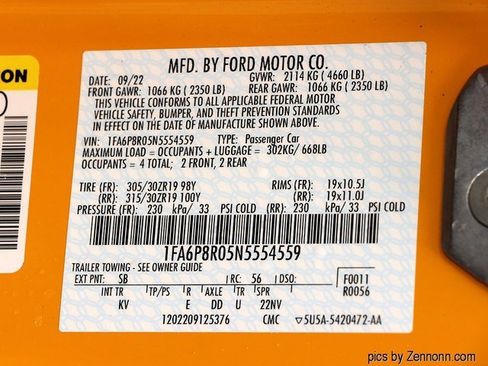 ON
MFD. BY FORD MOTOR CO.
DATE: 09/22 GVWR: 2114 KG ( 4660 LB)
FRONT GAWR: 1066 KG ( 2350 LB) REAR GAWR: 1066 KG ( 2350 LB)
THIS VEHICLE CONFORMS TO ALL APPLICABLE FEDERAL MOTOR
VEHICLE SAFETY, BUMPER, AND THEFT PREVENTION STANDARDS
IN EFFECT ON THE DATE OF MANUFACTURE SHOWN ABOVE.
VIN: 1FA6P8R05N5554559 TYPE: Passenger Car
MAXIMUM LOAD = OCCUPANTS + LUGGAGE = 302KG/ 668LB
OCCUPANTS = 4 TOTAL; 2 FRONT, 2 REAR
TIRE (FR): 305/30ZR19 98Y RIMS (FR): 19x10.5J
(RR): 315/30ZR19 100Y (RR): 19x11.0J
PRESSURE (FR): 230 kPa/ 33 PSI COLD (RR): 230 kPa/ 33 PSI COLD
1FA6P8R05N5554559
TRAILER TOWING - SEE OWNER GUIDE
EXT PNT: SB RC: 56 DSO: F0011
INT TR TP/PS R AXLE TR SPR R0056
KV E DD U 22NV
1202209125376 CMC 5U5A-5420472-AA
pics by Zennonn.com